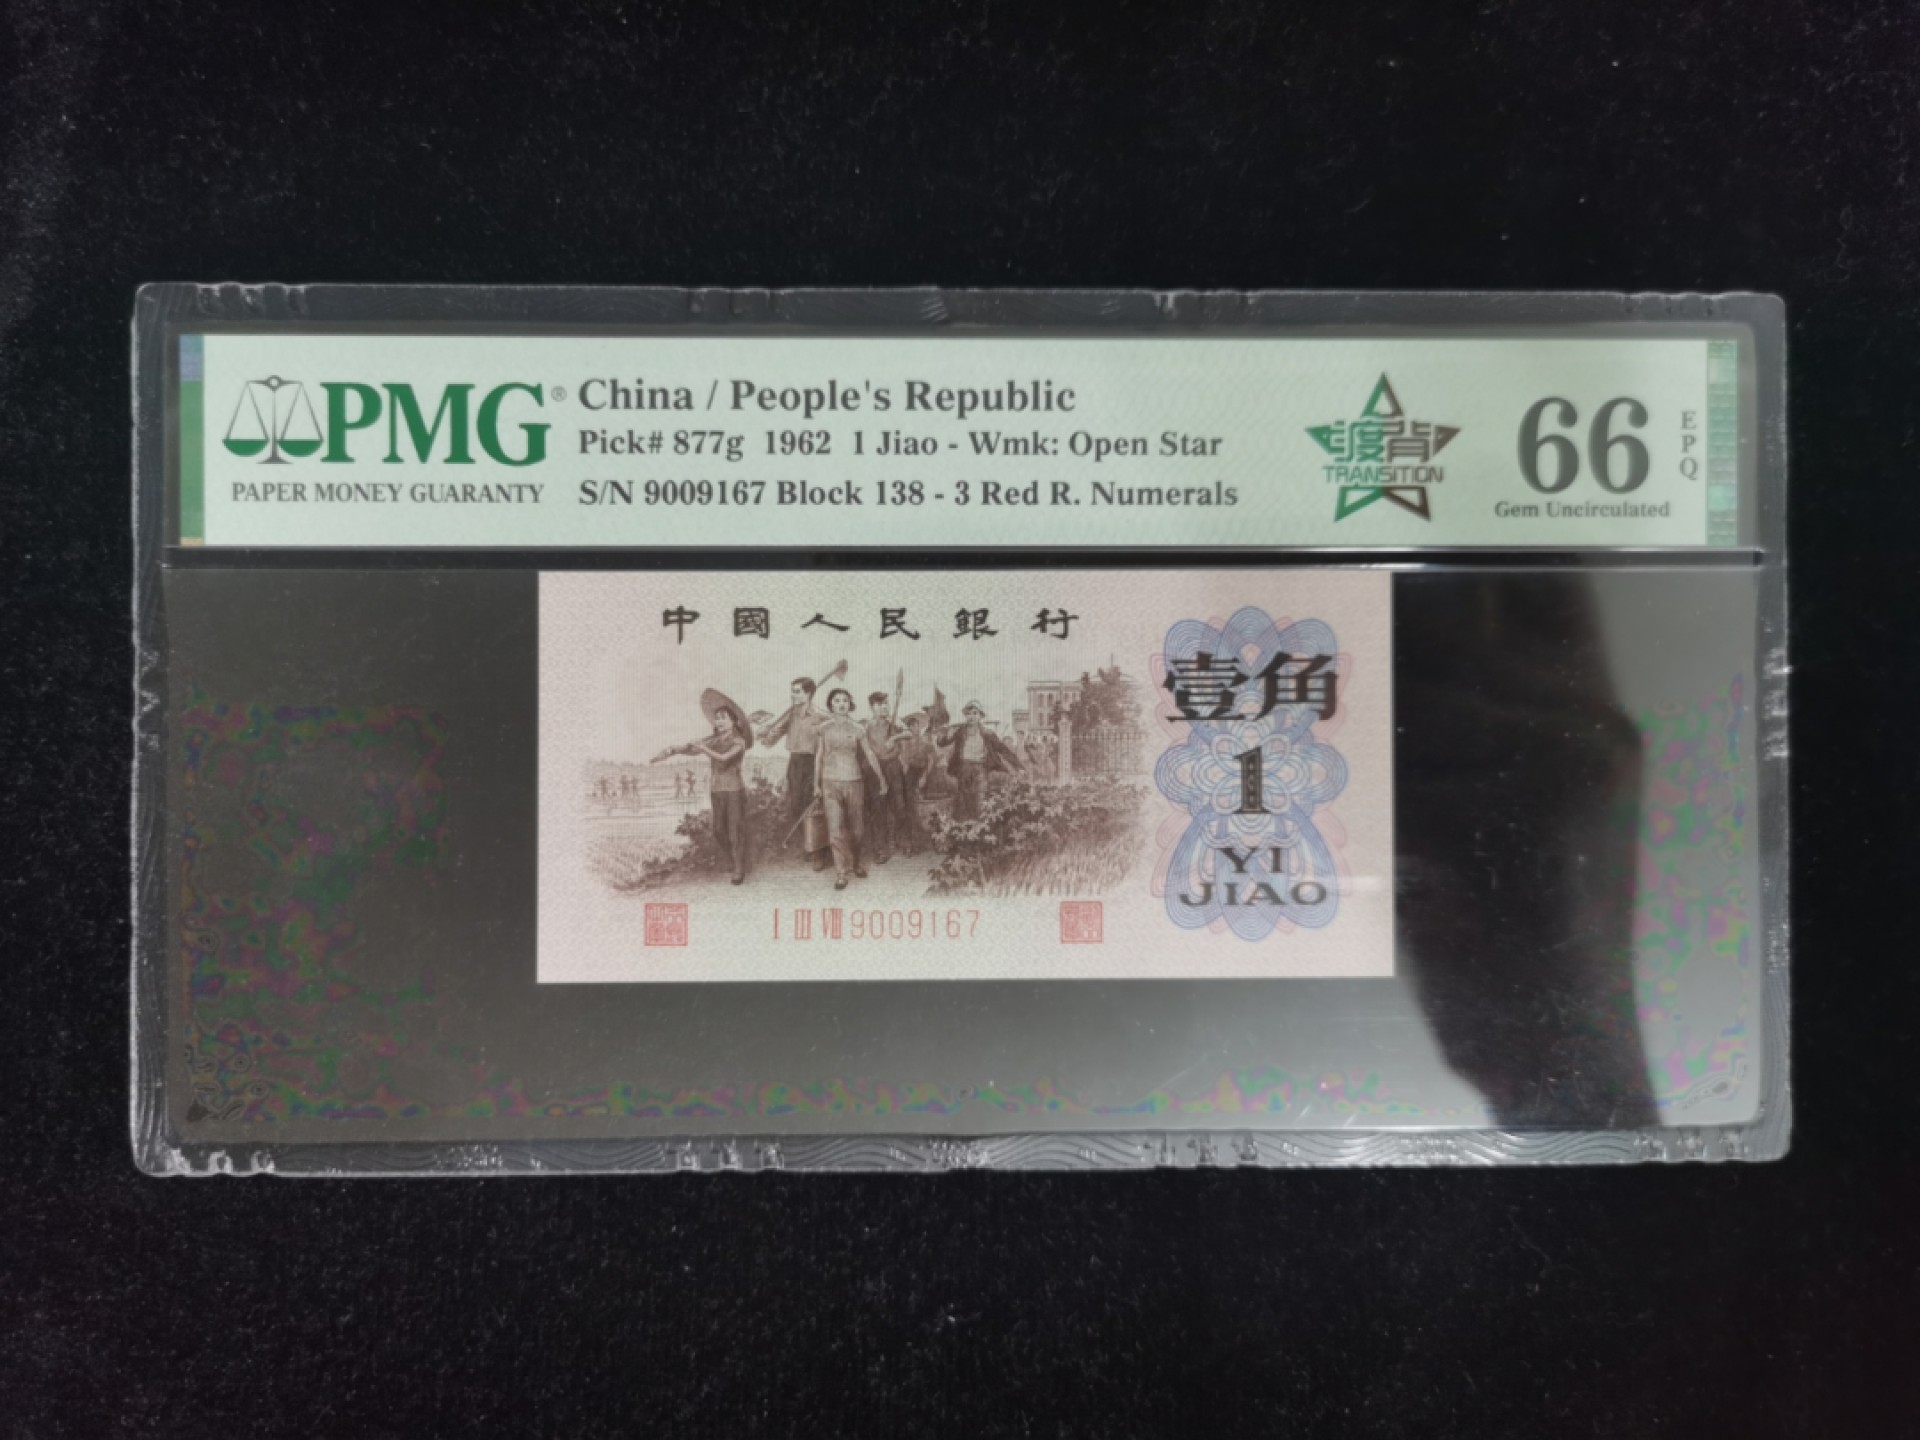 PMG®
PAPER MONEY GUARANTY
China / People's Republic
Pick# 877g 1962 1 Jiao - Wmk: Open Star
S/N 9009167 Block 138 - 3 Red R. Numerals
渡背
TRANSITION
66
EPQ
Gem Uncirculated
中國人民銀行
壹角
1
YI
JIAO
I III VIII 9009167